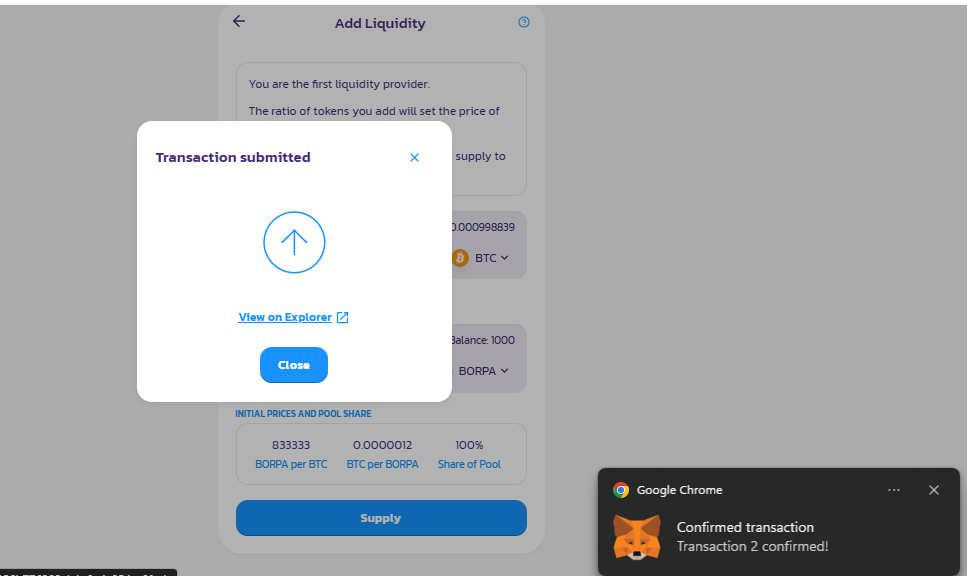 Add Liquidity
You are the first liquidity provider.
The ratio of tokens you add will set the price of
supply to
Transaction submitted
View on Explorer
Close
0.000998839
BTC
Balance: 1000
BORPA
INITIAL PRICES AND POOL SHARE
833333 0.0000012 100%
BORPA per BTC BTC per BORPA Share of Pool
Supply
Google Chrome
Confirmed transaction
Transaction 2 confirmed!